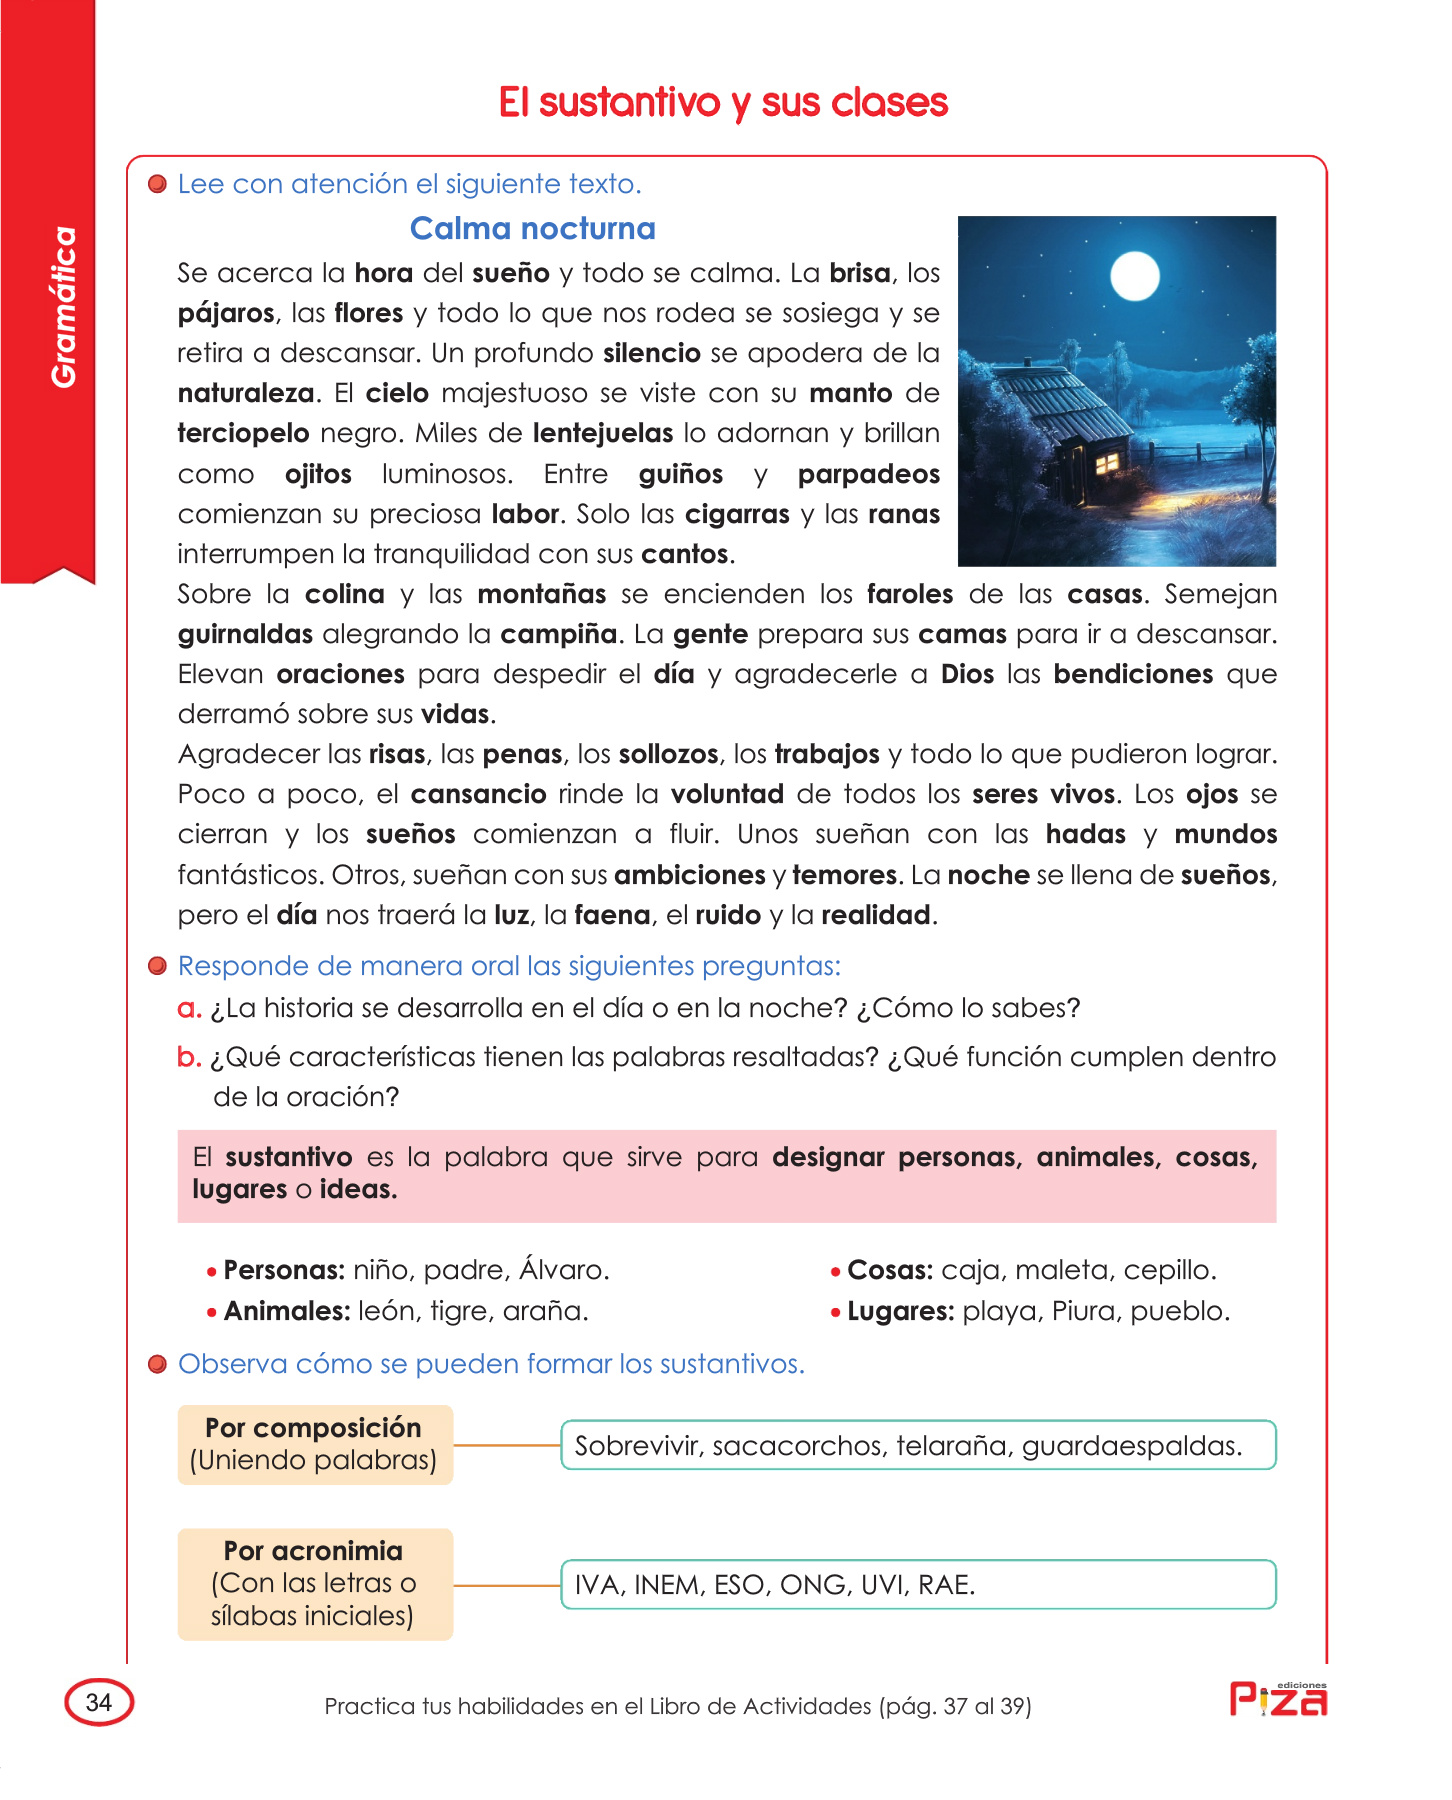 El sustantivo y sus clases
Gramática
Lee con atención el siguiente texto.
Calma nocturna
Se acerca la hora del sueño y todo se calma. La brisa, los
pájaros, las flores y todo lo que nos rodea se sosiega y se
retira a descansar. Un profundo silencio se apodera de la
naturaleza. El cielo majestuoso se viste con su manto de
terciopelo negro. Miles de lentejuelas lo adornan y brillan
como ojitos luminosos. Entre guiños y parpadeos
comienzan su preciosa labor. Solo las cigarras y las ranas
interrumpen la tranquilidad con sus cantos.
Sobre la colina y las montañas se encienden los faroles de las casas. Semejan
guirnaldas alegrando la campiña. La gente prepara sus camas para ir a descansar.
Elevan oraciones para despedir el día y agradecerle a Dios las bendiciones que
derramó sobre sus vidas.
Agradecer las risas, las penas, los sollozos, los trabajos y todo lo que pudieron lograr.
Poco a poco, el cansancio rinde la voluntad de todos los seres vivos. Los ojos se
cierran y los sueños comienzan a fluir. Unos sueñan con las hadas y mundos
fantásticos. Otros, sueñan con sus ambiciones y temores. La noche se llena de sueños,
pero el día nos traerá la luz, la faena, el ruido y la realidad.
Responde de manera oral las siguientes preguntas:
a. ¿La historia se desarrolla en el día o en la noche? ¿Cómo lo sabes?
b. ¿Qué características tienen las palabras resaltadas? ¿Qué función cumplen dentro
de la oración?
El sustantivo es la palabra que sirve para designar personas, animales, cosas,
lugares o ideas.
• Personas: niño, padre, Álvaro.
• Animales: león, tigre, araña.
• Cosas: caja, maleta, cepillo.
• Lugares: playa, Piura, pueblo.
Observa cómo se pueden formar los sustantivos.
Por composición
(Uniendo palabras)
Sobrevivir, sacacorchos, telaraña, guardaespaldas.
Por acronimia
(Con las letras o
sílabas iniciales)
IVA, INEM, ESO, ONG, UVI, RAE.
34
Practica tus habilidades en el Libro de Actividades (pág. 37 al 39)
ediciones
Piza